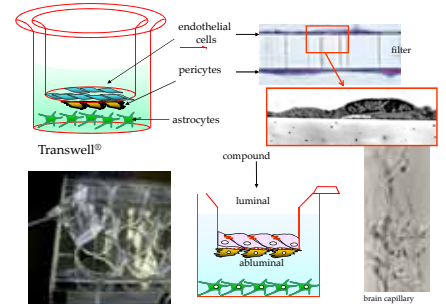 endothelial
cells
filter
pericytes
astrocytes
Transwell®
compound
luminal
abluminal
brain capillary